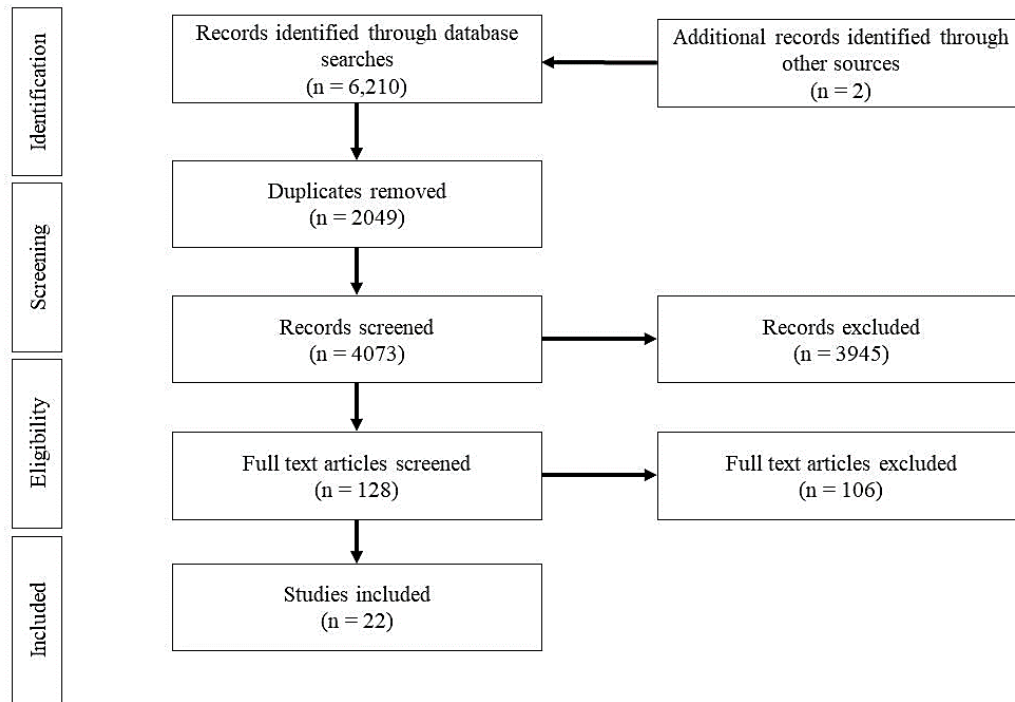 Identification
Records identified through database
searches
(n = 6,210)
Additional records identified through
other sources
(n = 2)
Screening
Duplicates removed
(n = 2049)
Records screened
(n = 4073)
Records excluded
(n = 3945)
Eligibility
Full text articles screened
(n = 128)
Full text articles excluded
(n = 106)
Included
Studies included
(n = 22)